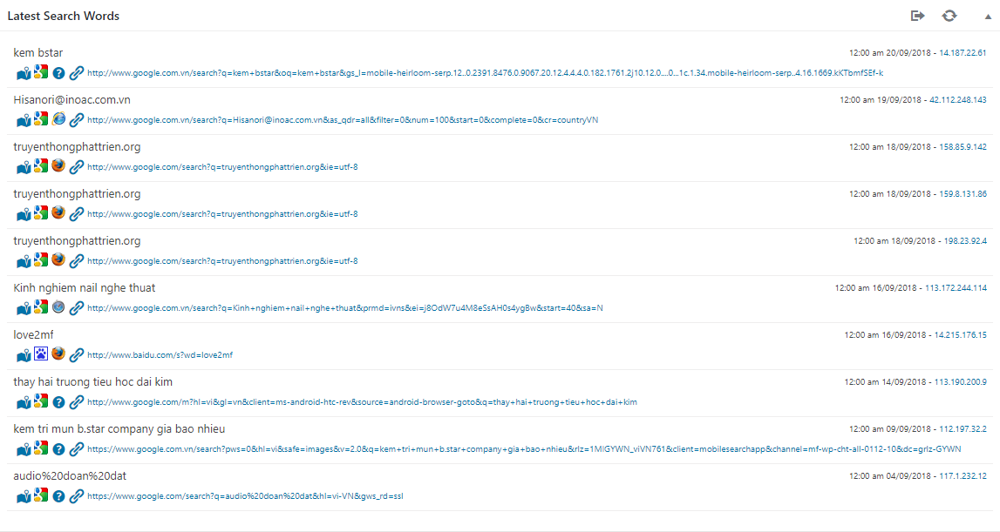 Latest Search Words
kem bstar
12:00 am 20/09/2018 - 14.187.22.61
http://www.google.com.vn/search?q=kem+bstar&oq=kem+bstar&gs_l=mobile-heirloom-serp.12..0.2391.8476.0.9067.20.12.4.4.4.0.182.1761.2j10.12.0....0...1c.1.34.mobile-heirloom-serp..4.16.1669.kKTbmfSEf-k
Hisanori@inoac.com.vn
12:00 am 19/09/2018 - 42.112.248.143
http://www.google.com.vn/search?q=Hisanori@inoac.com.vn&as_qdr=all&filter=0&num=100&start=0&complete=0&cr=countryVN
truyenthongphattrien.org
12:00 am 18/09/2018 - 158.85.9.142
http://www.google.com/search?q=truyenthongphattrien.org&ie=utf-8
truyenthongphattrien.org
12:00 am 18/09/2018 - 159.8.131.86
http://www.google.com/search?q=truyenthongphattrien.org&ie=utf-8
truyenthongphattrien.org
12:00 am 18/09/2018 - 198.23.92.4
http://www.google.com/search?q=truyenthongphattrien.org&ie=utf-8
Kinh nghiem nail nghe thuat
12:00 am 16/09/2018 - 113.172.244.114
http://www.google.com.vn/search?q=Kinh+nghiem+nail+nghe+thuat&prmd=ivns&ei=j8OdW7u4M8eSsAH0s4ygBw&start=40&sa=N
love2mf
12:00 am 16/09/2018 - 14.215.176.15
http://www.baidu.com/s?wd=love2mf
thay hai truong tieu hoc dai kim
12:00 am 14/09/2018 - 113.190.200.9
http://www.google.com/m?hl=vi&gl=vn&client=ms-android-htc-rev&source=android-browser-goto&q=thay+hai+truong+tieu+hoc+dai+kim
kem tri mun b.star company gia bao nhieu
12:00 am 09/09/2018 - 112.197.32.2
https://www.google.com.vn/search?pws=0&hl=vi&safe=images&v=2.0&q=kem+tri+mun+b.star+company+gia+bao+nhieu&rlz=1MIGYWN_viVN761&client=mobilesearchapp&channel=mf-wp-cht-all-0112-10&dc=grlz-GYWN
audio%20doan%20dat
12:00 am 04/09/2018 - 117.1.232.12
https://www.google.com/search?q=audio%20doan%20dat&hl=vi-VN&gws_rd=ssl